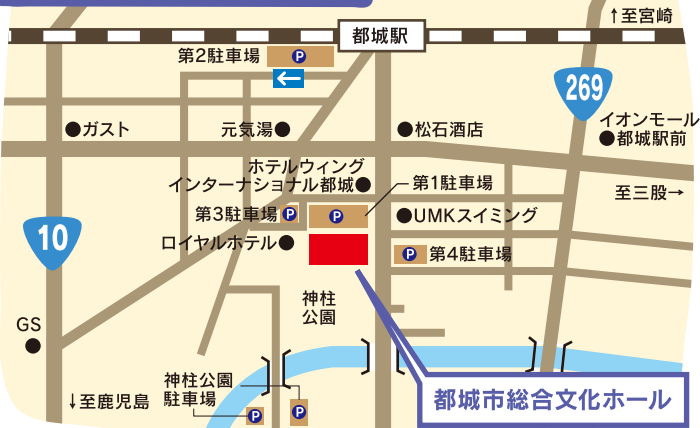 ↑至宮崎
都城駅
第2駐車場
P
←
269
ガスト
元気湯
松石酒店
イオンモール
都城駅前
ホテルウィング
インターナショナル都城
第1駐車場
至三股→
第3駐車場
P
P
UMKスイミング
10
ロイヤルホテル
P
第4駐車場
神柱
公園
GS
神柱公園
駐車場
↓至鹿児島
P
P
都城市総合文化ホール